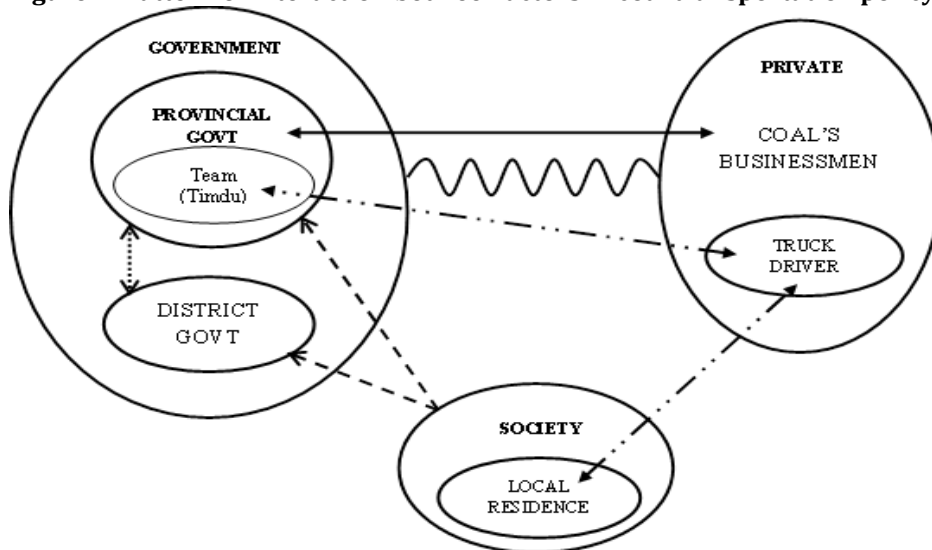 GOVERNMENT
PROVINCIAL
GOVT
Team
(Timdu)
DISTRICT
GOVT
PRIVATE
COAL'S
BUSINESSMEN
TRUCK
DRIVER
SOCIETY
LOCAL
RESIDENCE